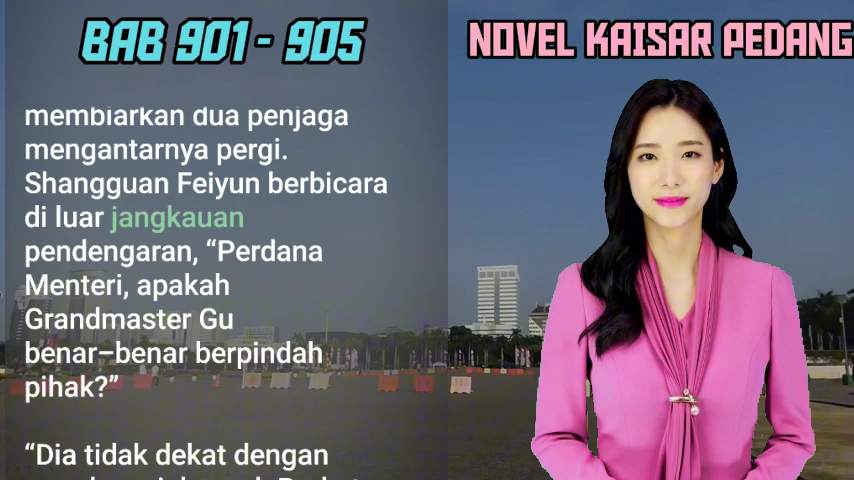 BAB 901 - 905
NOVEL KAISAR PEDANG
membiarkan dua penjaga
mengantarnya pergi.
Shangguan Feiyun berbicara
di luar jangkauan
pendengaran, “Perdana
Menteri, apakah
Grandmaster Gu
benar–benar berpindah
pihak?”
“Dia tidak dekat dengan